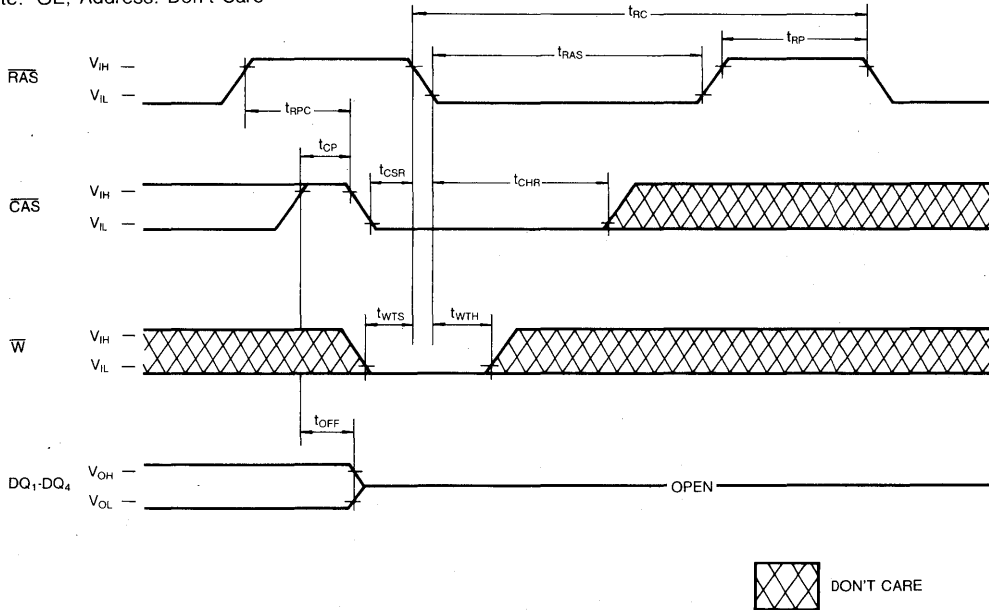 te: OE, Address: Don't Care
tRC
tRP
tRAS
RAS
VIH
VIL
tRPC
tCP
tCSR
tCHR
CAS
VIH
VIL
tWTS
tWTH
W
VIH
VIL
tOFF
DQ1-DQ4
VOH
VOL
OPEN
DON'T CARE